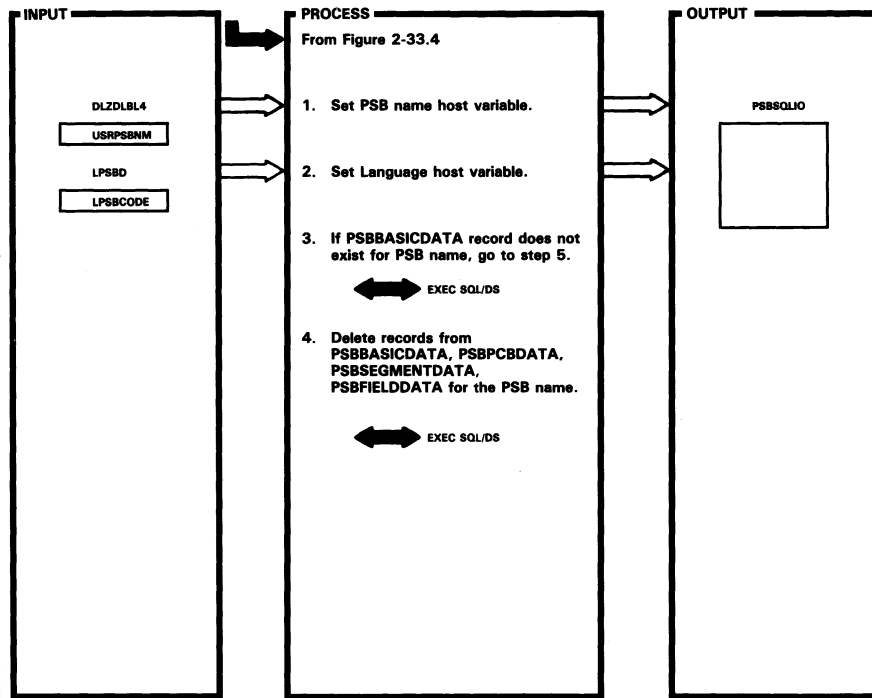 INPUT
PROCESS
OUTPUT
From Figure 2-33.4
DLZDLBL4
USRPSBNM
1. Set PSB name host variable.
PSBSQLIO
LPSBD
LPSBCODE
2. Set Language host variable.
3. If PSBBASICDATA record does not
exist for PSB name, go to step 5.
EXEC SQL/DS
4. Delete records from
PSBBASICDATA, PSBPCBDATA,
PSBSEGMENTDATA,
PSBFIELDDATA for the PSB name.
EXEC SQL/DS